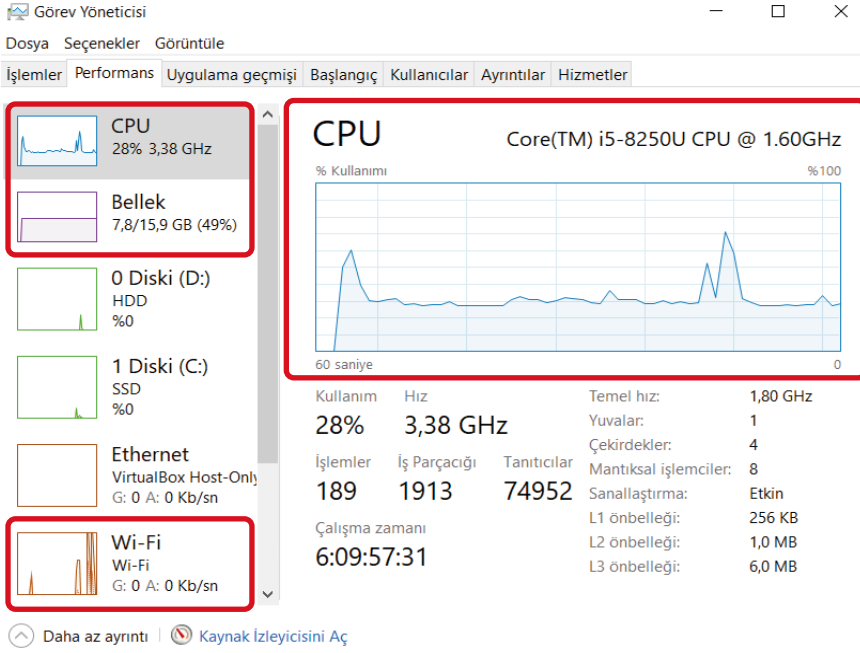 Görev Yöneticisi
Dosya Seçenekler Görüntüle
İşlemler Performans Uygulama geçmişi Başlangıç Kullanıcılar Ayrıntılar Hizmetler
CPU
28% 3,38 GHz
Bellek
7,8/15,9 GB (49%)
0 Diski (D:)
HDD
%0
1 Diski (C:)
SSD
%0
Ethernet
VirtualBox Host-Only
G: 0 A: 0 Kb/sn
Wi-Fi
Wi-Fi
G: 0 A: 0 Kb/sn
CPU Core(TM) i5-8250U CPU @ 1.60GHz
% Kullanımı %100
60 saniye 0
Kullanım Hız
28% 3,38 GHz
İşlemler İş Parçacığı Tanıtıcılar
189 1913 74952
Çalışma zamanı
6:09:57:31
Temel hız: 1,80 GHz
Yuvalar: 1
Çekirdekler: 4
Mantıksal işlemciler: 8
Sanallaştırma: Etkin
L1 önbelleği: 256 KB
L2 önbelleği: 1,0 MB
L3 önbelleği: 6,0 MB
Daha az ayrıntı Kaynak İzleyicisini Aç